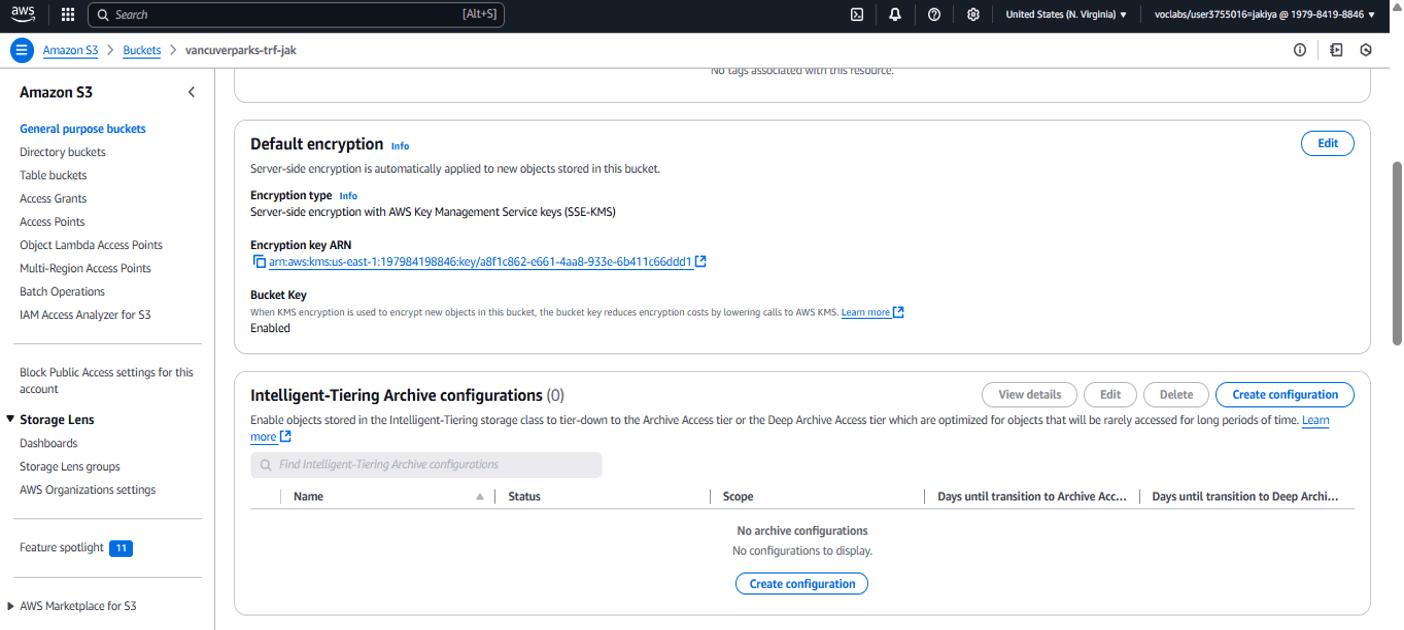 aws
Search [Alt+S]
United States (N. Virginia) ▼
voclabs/user3755016=jakiya @ 1979-8419-8846 ▼
Amazon S3 > Buckets > vancuverparks-trf-jak
Amazon S3
General purpose buckets
Directory buckets
Table buckets
Access Grants
Access Points
Object Lambda Access Points
Multi-Region Access Points
Batch Operations
IAM Access Analyzer for S3
Block Public Access settings for this
account
Storage Lens
Dashboards
Storage Lens groups
AWS Organizations settings
Feature spotlight 11
AWS Marketplace for S3
No tags associated with this resource.
Default encryption Info
Edit
Server-side encryption is automatically applied to new objects stored in this bucket.
Encryption type Info
Server-side encryption with AWS Key Management Service keys (SSE-KMS)
Encryption key ARN
arn:aws:kms:us-east-1:197984198846:key/a8f1c862-e661-4aa8-933e-6b411c66ddd1
Bucket Key
When KMS encryption is used to encrypt new objects in this bucket, the bucket key reduces encryption costs by lowering calls to AWS KMS. Learn more
Enabled
Intelligent-Tiering Archive configurations (0)
View details Edit Delete Create configuration
Enable objects stored in the Intelligent-Tiering storage class to tier-down to the Archive Access tier or the Deep Archive Access tier which are optimized for objects that will be rarely accessed for long periods of time. Learn
more
Find Intelligent-Tiering Archive configurations
Name Status Scope Days until transition to Archive Acc... Days until transition to Deep Archi...
No archive configurations
No configurations to display.
Create configuration